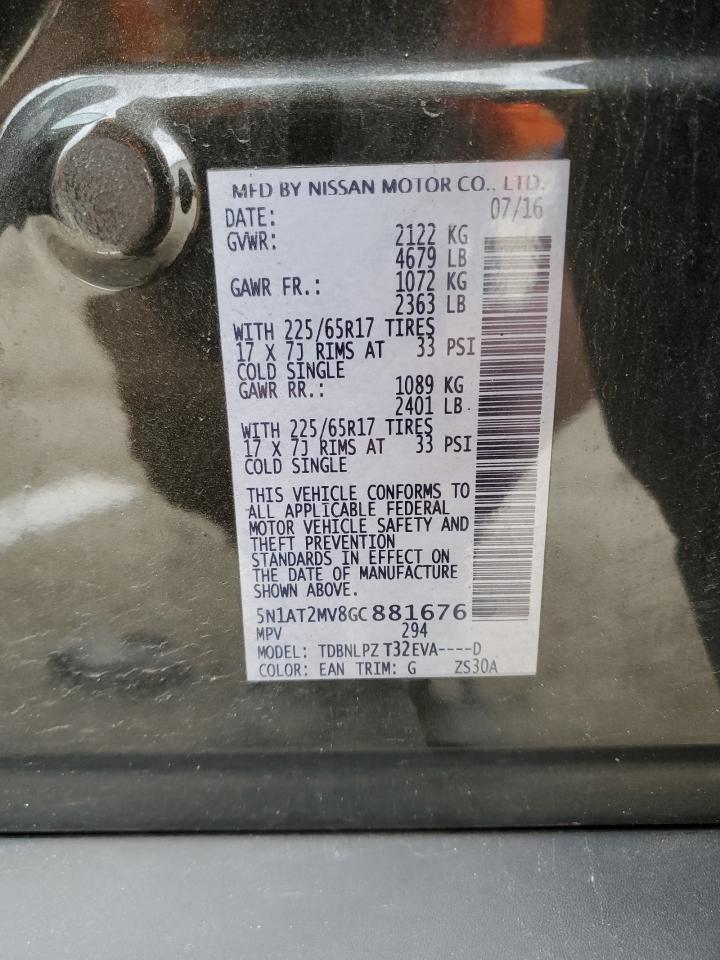 MFD BY NISSAN MOTOR CO., LTD.
DATE: 07/16
GVWR: 2122 KG
4679 LB
GAWR FR.: 1072 KG
2363 LB
WITH 225/65R17 TIRES
17 X 7J RIMS AT 33 PSI
COLD SINGLE
GAWR RR.: 1089 KG
2401 LB.
WITH 225/65R17 TIRES
17 X 7J RIMS AT 33 PSI
COLD SINGLE
THIS VEHICLE CONFORMS TO
ALL APPLICABLE FEDERAL
MOTOR VEHICLE SAFETY AND
THEFT PREVENTION
STANDARDS IN EFFECT ON
THE DATE OF MANUFACTURE
SHOWN ABOVE.
5N1AT2MV8GC881676
MPV 294
MODEL: TDBNLPZ T32EVA----D
COLOR: EAN TRIM: G ZS30A